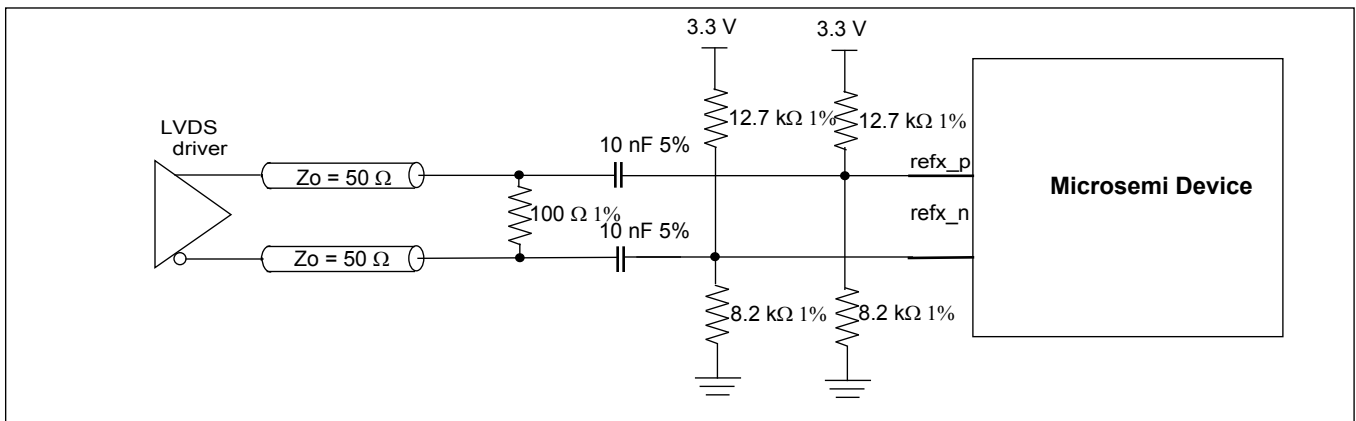 3.3 V
3.3 V
12.7 kΩ 1%
12.7 kΩ 1%
LVDS
driver
10 nF 5%
Zo = 50 Ω
refx_p
Microsemi Device
100 Ω 1%
refx_n
10 nF 5%
Zo = 50 Ω
8.2 kΩ 1%
8.2 kΩ 1%